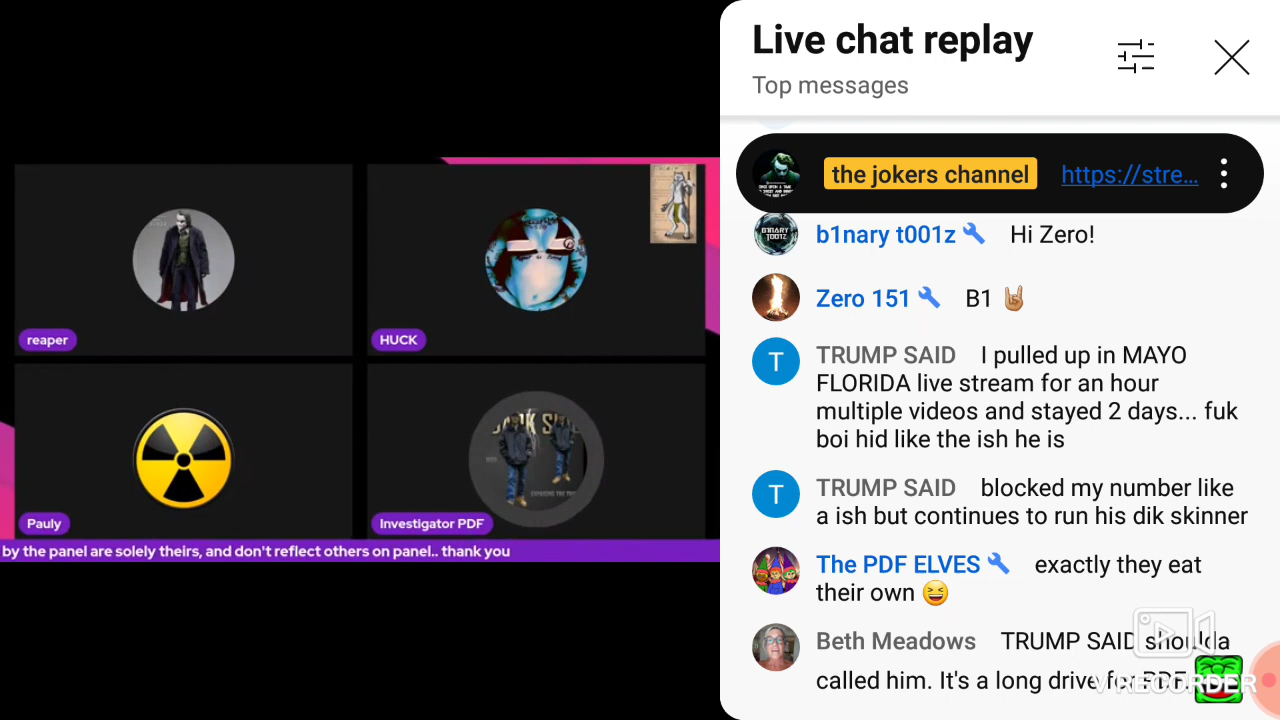 Live chat replay
Top messages
the jokers channel https://stre...
b1nary t001z Hi Zero!
Zero 151 B1
T TRUMP SAID I pulled up in MAYO
FLORIDA live stream for an hour
multiple videos and stayed 2 days... fuk
boi hid like the ish he is
T TRUMP SAID blocked my number like
a ish but continues to run his dik skinner
The PDF ELVES exactly they eat
their own
Beth Meadows TRUMP SAID shoulda
called him. It's a long drive for PDF.
V RECORDER
reaper
HUCK
Pauly
Investigator PDF
by the panel are solely theirs, and don't reflect others on panel.. thank you